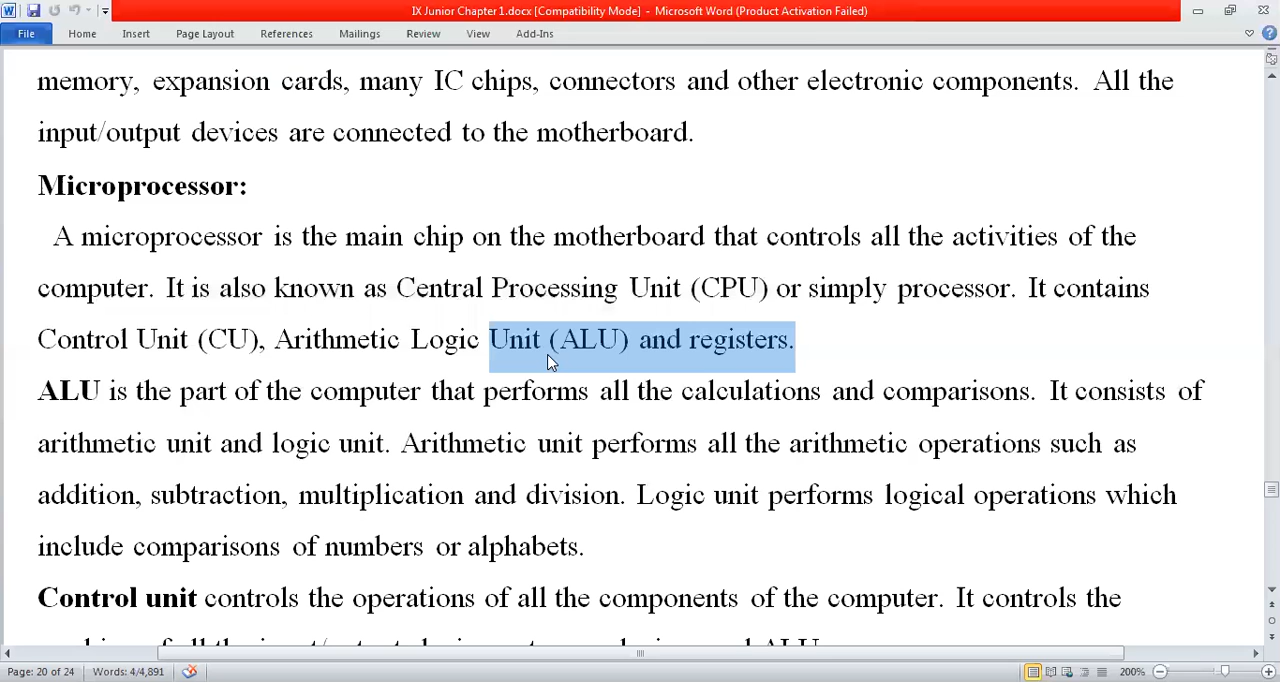 IX Junior Chapter 1.docx [Compatibility Mode] - Microsoft Word (Product Activation Failed)
File Home Insert Page Layout References Mailings Review View Add-Ins
memory, expansion cards, many IC chips, connectors and other electronic components. All the
input/output devices are connected to the motherboard.
Microprocessor:
A microprocessor is the main chip on the motherboard that controls all the activities of the
computer. It is also known as Central Processing Unit (CPU) or simply processor. It contains
Control Unit (CU), Arithmetic Logic Unit (ALU) and registers.
ALU is the part of the computer that performs all the calculations and comparisons. It consists of
arithmetic unit and logic unit. Arithmetic unit performs all the arithmetic operations such as
addition, subtraction, multiplication and division. Logic unit performs logical operations which
include comparisons of numbers or alphabets.
Control unit controls the operations of all the components of the computer. It controls the
Page: 20 of 24 Words: 4/4,891 200%